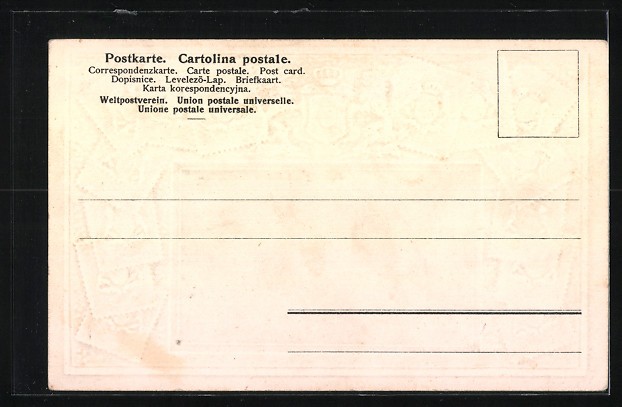 Postkarte. Cartolina postale.
Correspondenzkarte. Carte postale. Post card.
Dopisnice. Levelező-Lap. Briefkaart.
Karta korespondencyjna.
Weltpostverein. Union postale universelle.
Unione postale universale.